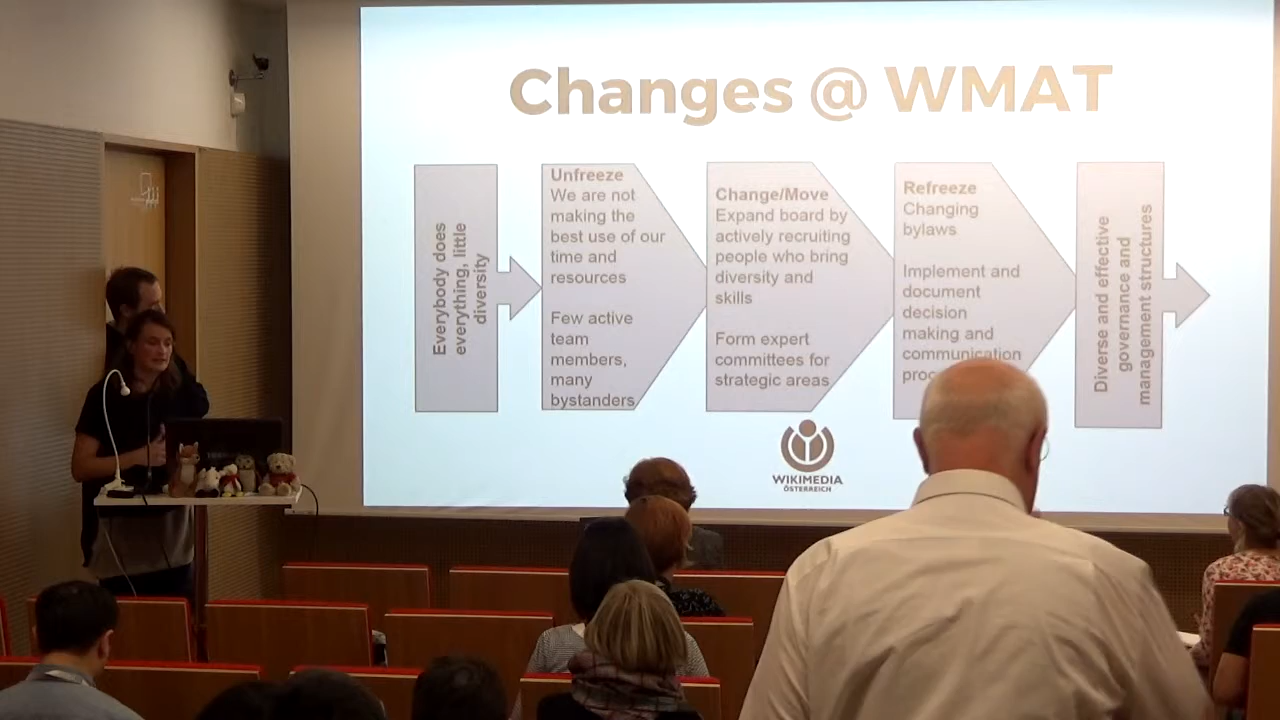 Changes @ WMAT
Everybody does
everything, little
diversity
Unfreeze
We are not
making the
best use of our
time and
resources
Few active
team
members,
many
bystanders
Change/Move
Expand board by
actively recruiting
people who bring
diversity and
skills
Form expert
committees for
strategic areas
Refreeze
Changing
bylaws
Implement and
document
decision
making and
communication
Diverse and effective
governance and
management structures
WIKIMEDIA
ÖSTERREICH